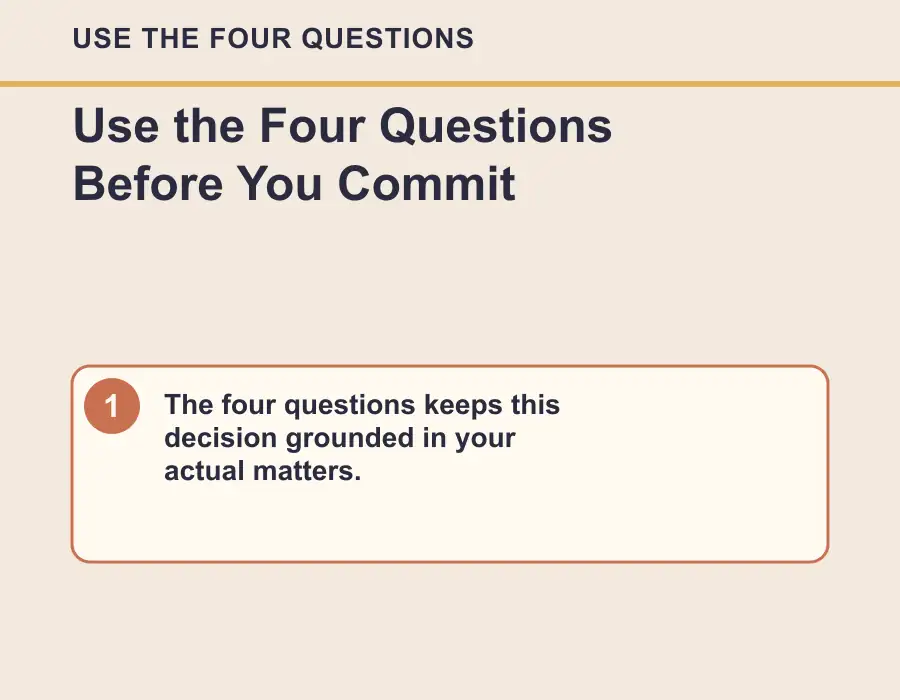 USE THE FOUR QUESTIONS
Use the Four Questions
Before You Commit
1
The four questions keeps this
decision grounded in your
actual matters.